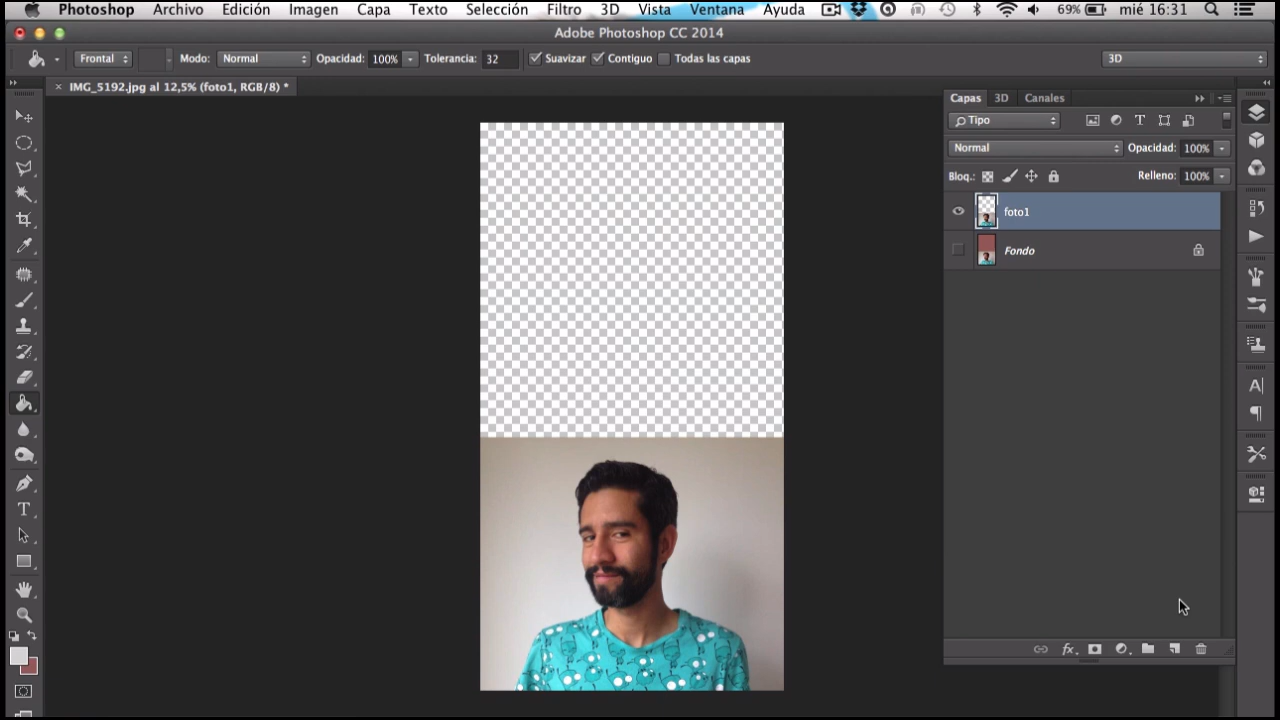 Photoshop Archivo Edición Imagen Capa Texto Selección Filtro 3D Vista Ventana Ayuda 69% mié 16:31
Adobe Photoshop CC 2014
Frontal Modo: Normal Opacidad: 100% Tolerancia: 32 Suavizar Contiguo Todas las capas 3D
× IMG_5192.jpg al 12,5% (foto1, RGB/8) *
Capas 3D Canales
Tipo T
Normal Opacidad: 100%
Bloq.: Relleno: 100%
foto1
Fondo
A
T
fx